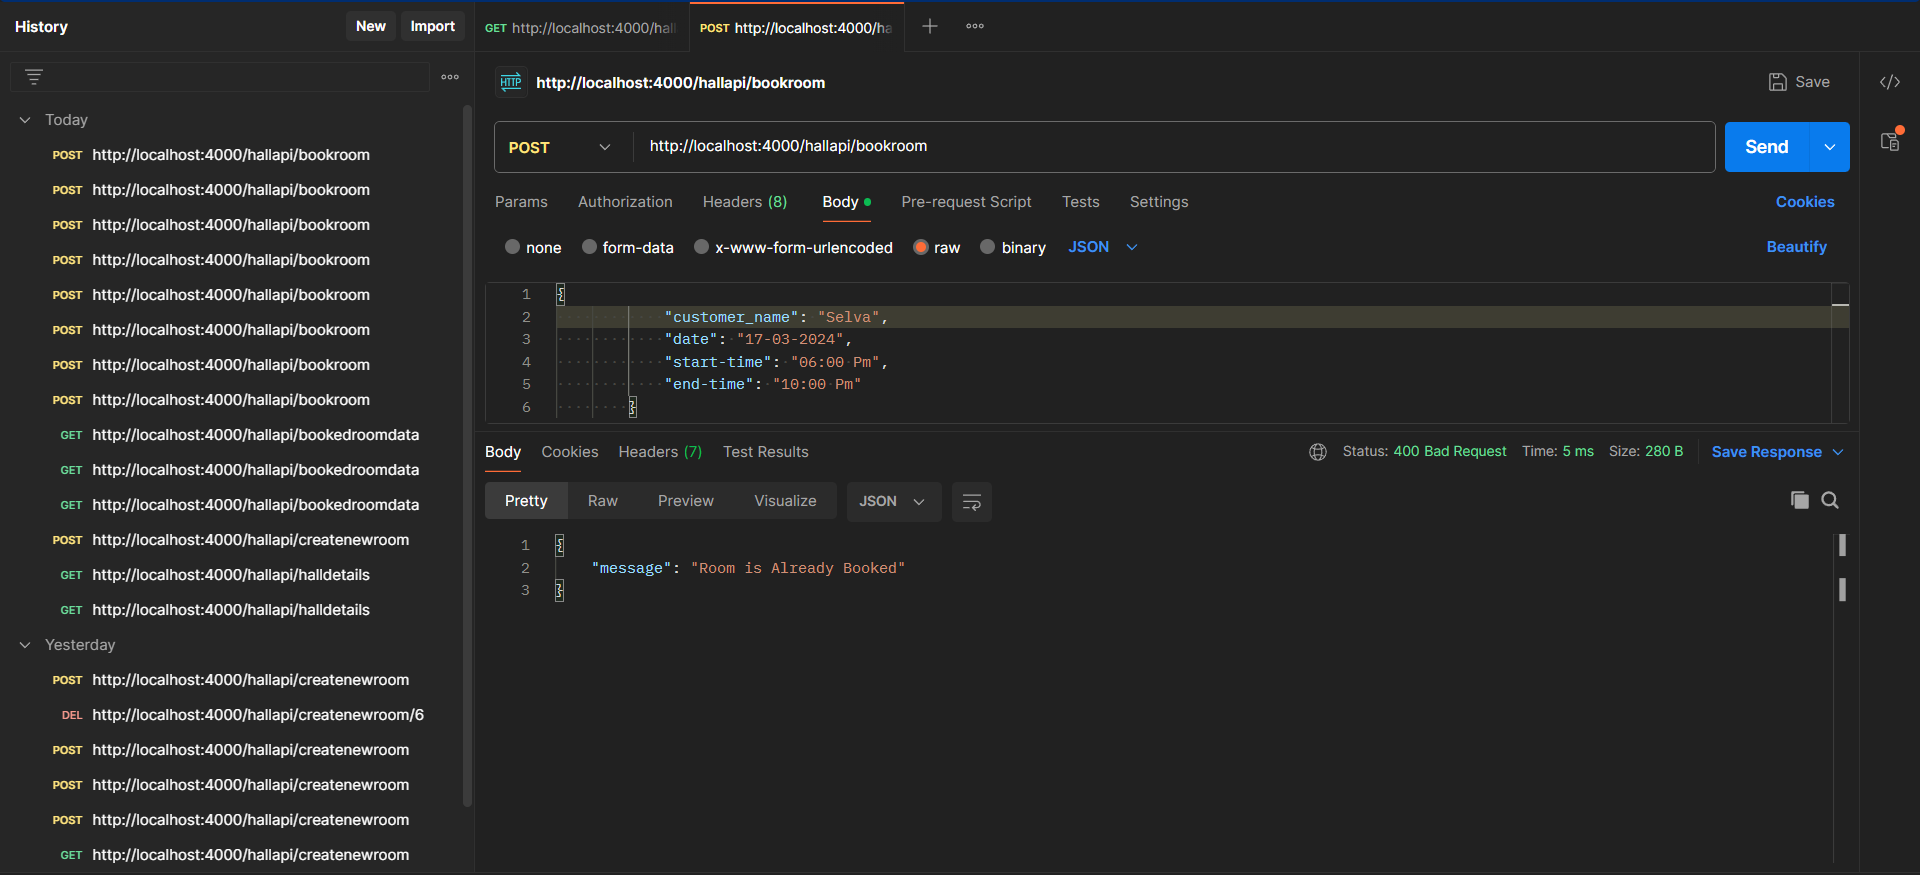 History
New
Import
Today
POST http://localhost:4000/hallapi/bookroom
POST http://localhost:4000/hallapi/bookroom
POST http://localhost:4000/hallapi/bookroom
POST http://localhost:4000/hallapi/bookroom
POST http://localhost:4000/hallapi/bookroom
POST http://localhost:4000/hallapi/bookroom
POST http://localhost:4000/hallapi/bookroom
POST http://localhost:4000/hallapi/bookroom
GET http://localhost:4000/hallapi/bookedroomdata
GET http://localhost:4000/hallapi/bookedroomdata
GET http://localhost:4000/hallapi/bookedroomdata
POST http://localhost:4000/hallapi/createnewroom
GET http://localhost:4000/hallapi/halldetails
GET http://localhost:4000/hallapi/halldetails
Yesterday
POST http://localhost:4000/hallapi/createnewroom
DEL http://localhost:4000/hallapi/createnewroom/6
POST http://localhost:4000/hallapi/createnewroom
POST http://localhost:4000/hallapi/createnewroom
POST http://localhost:4000/hallapi/createnewroom
GET http://localhost:4000/hallapi/createnewroom
GET http://localhost:4000/hall
POST http://localhost:4000/ha
HTTP http://localhost:4000/hallapi/bookroom
Save
POST http://localhost:4000/hallapi/bookroom
Send
Params Authorization Headers (8) Body Pre-request Script Tests Settings
Cookies
none form-data x-www-form-urlencoded raw binary JSON
Beautify
1 {
2 "customer_name": "Selva",
3 "date": "17-03-2024",
4 "start-time": "06:00 Pm",
5 "end-time": "10:00 Pm"
6 }
Body Cookies Headers (7) Test Results
Status: 400 Bad Request Time: 5 ms Size: 280 B
Save Response
Pretty Raw Preview Visualize JSON
1 {
2 "message": "Room is Already Booked"
3 }